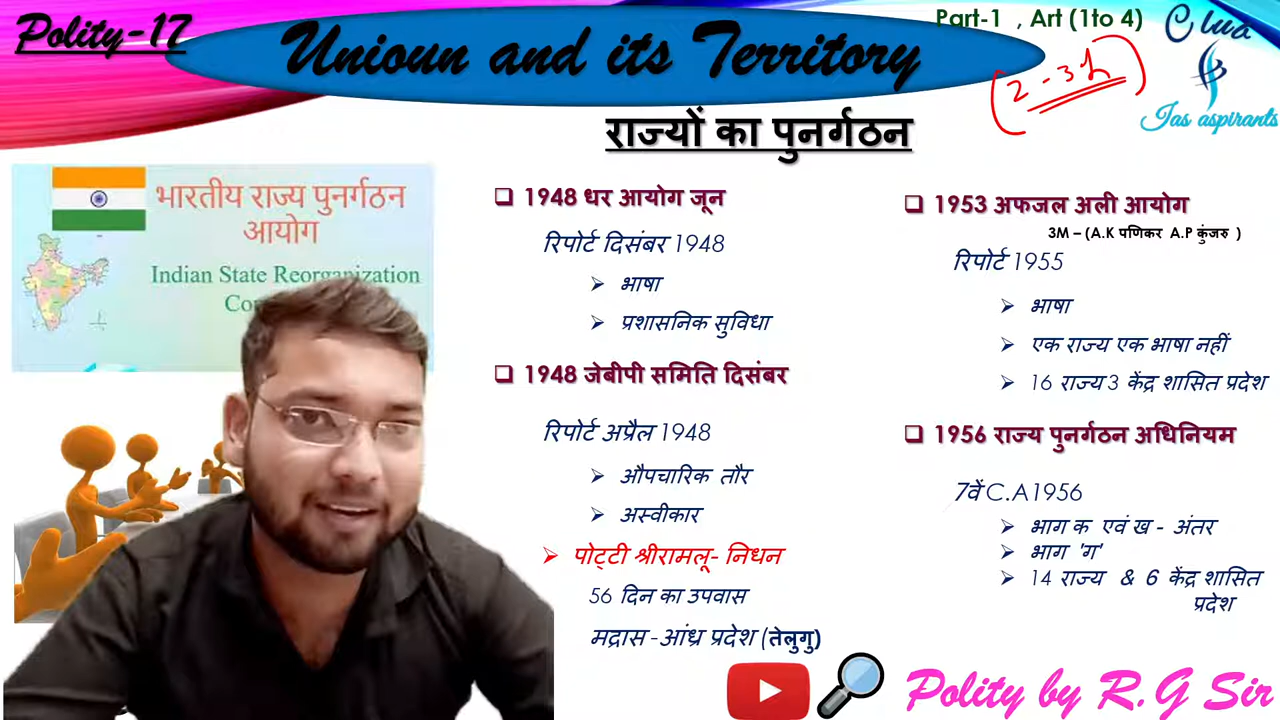 Polity-17
Unioun and its Territory
Part-1 , Art (1to 4)
Ias aspirants
राज्यों का पुनर्गठन
भारतीय राज्य पुनर्गठन
आयोग
Indian State Reorganization
❑ 1948 धर आयोग जून
रिपोर्ट दिसंबर 1948
➢ भाषा
➢ प्रशासनिक सुविधा
❑ 1948 जेबीपी समिति दिसंबर
रिपोर्ट अप्रैल 1948
➢ औपचारिक तौर
➢ अस्वीकार
➢ पोट्टी श्रीरामलू- निधन
56 दिन का उपवास
मद्रास -आंध्र प्रदेश (तेलुगु)
❑ 1953 अफजल अली आयोग
3M – (A.K पणिकर A.P कुंजरु )
रिपोर्ट 1955
➢ भाषा
➢ एक राज्य एक भाषा नहीं
➢ 16 राज्य 3 केंद्र शासित प्रदेश
❑ 1956 राज्य पुनर्गठन अधिनियम
7वें C.A 1956
➢ भाग क एवं ख - अंतर
➢ भाग 'ग'
➢ 14 राज्य & 6 केंद्र शासित
प्रदेश
Polity by R.G Sir